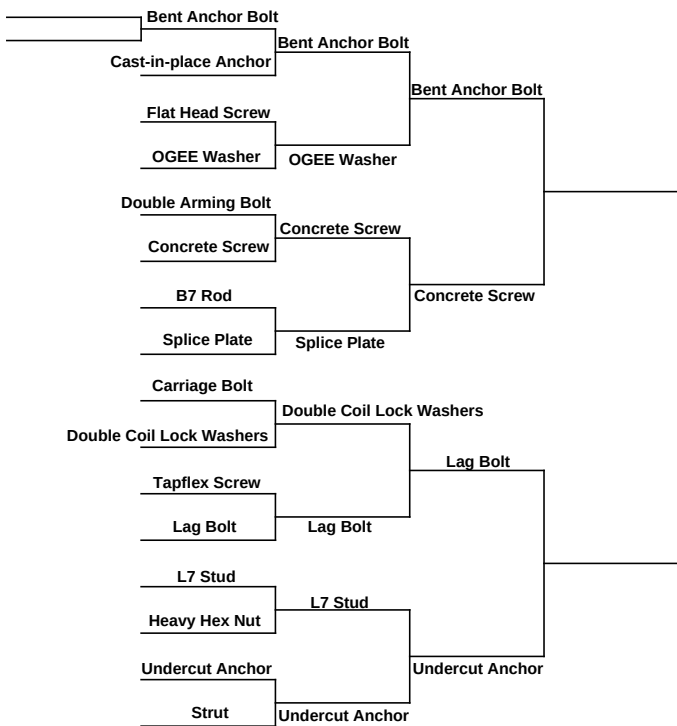 Bent Anchor Bolt
Bent Anchor Bolt
Cast-in-place Anchor
Bent Anchor Bolt
Flat Head Screw
OGEE Washer
OGEE Washer
Double Arming Bolt
Concrete Screw
Concrete Screw
Concrete Screw
B7 Rod
Splice Plate
Splice Plate
Carriage Bolt
Double Coil Lock Washers
Double Coil Lock Washers
Lag Bolt
Tapflex Screw
Lag Bolt
Lag Bolt
L7 Stud
L7 Stud
Heavy Hex Nut
Undercut Anchor
Undercut Anchor
Strut
Undercut Anchor